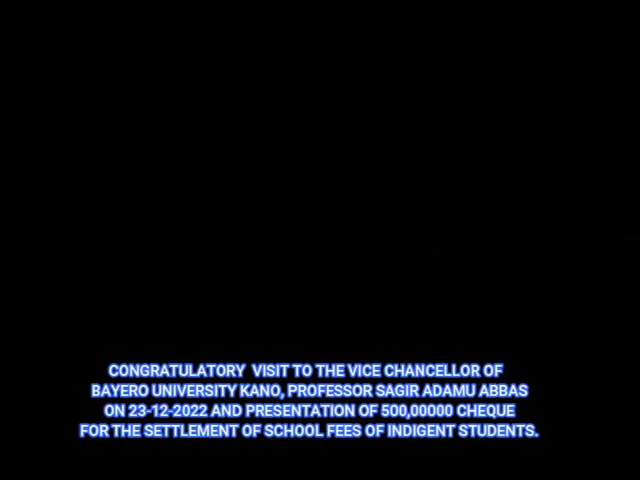 CONGRATULATORY  VISIT TO THE VICE CHANCELLOR OF
BAYERO UNIVERSITY KANO, PROFESSOR SAGIR ADAMU ABBAS
ON 23-12-2022 AND PRESENTATION OF 500,00000 CHEQUE
FOR THE SETTLEMENT OF SCHOOL FEES OF INDIGENT STUDENTS.